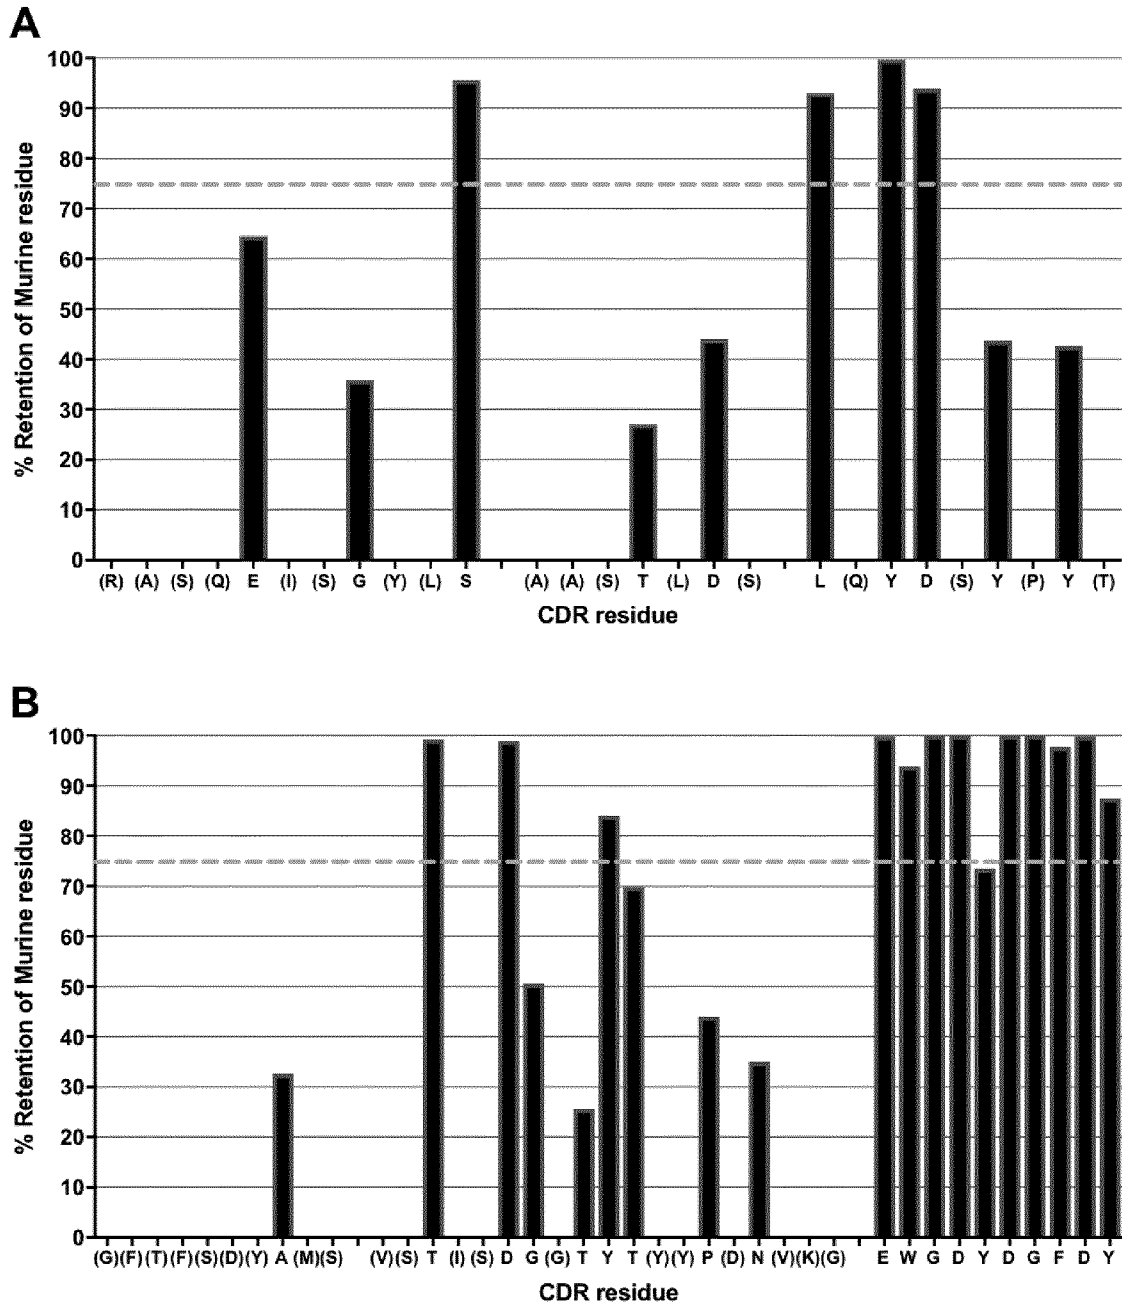 A
% Retention of Murine residue
100
90
80
70
60
50
40
30
20
10
0
(R) (A) (S) (Q) E (I) (S) G (Y) (L) S (A) (A) (S) T (L) D (S) L (Q) Y D (S) Y (P) Y (T)
CDR residue
B
% Retention of Murine residue
100
90
80
70
60
50
40
30
20
10
0
(G)(F)(T)(F)(S)(D)(Y) A (M)(S) (V)(S) T (I) (S) D G (G) T Y T (Y)(Y) P (D) N (V)(K)(G) E W G D Y D G F D Y
CDR residue